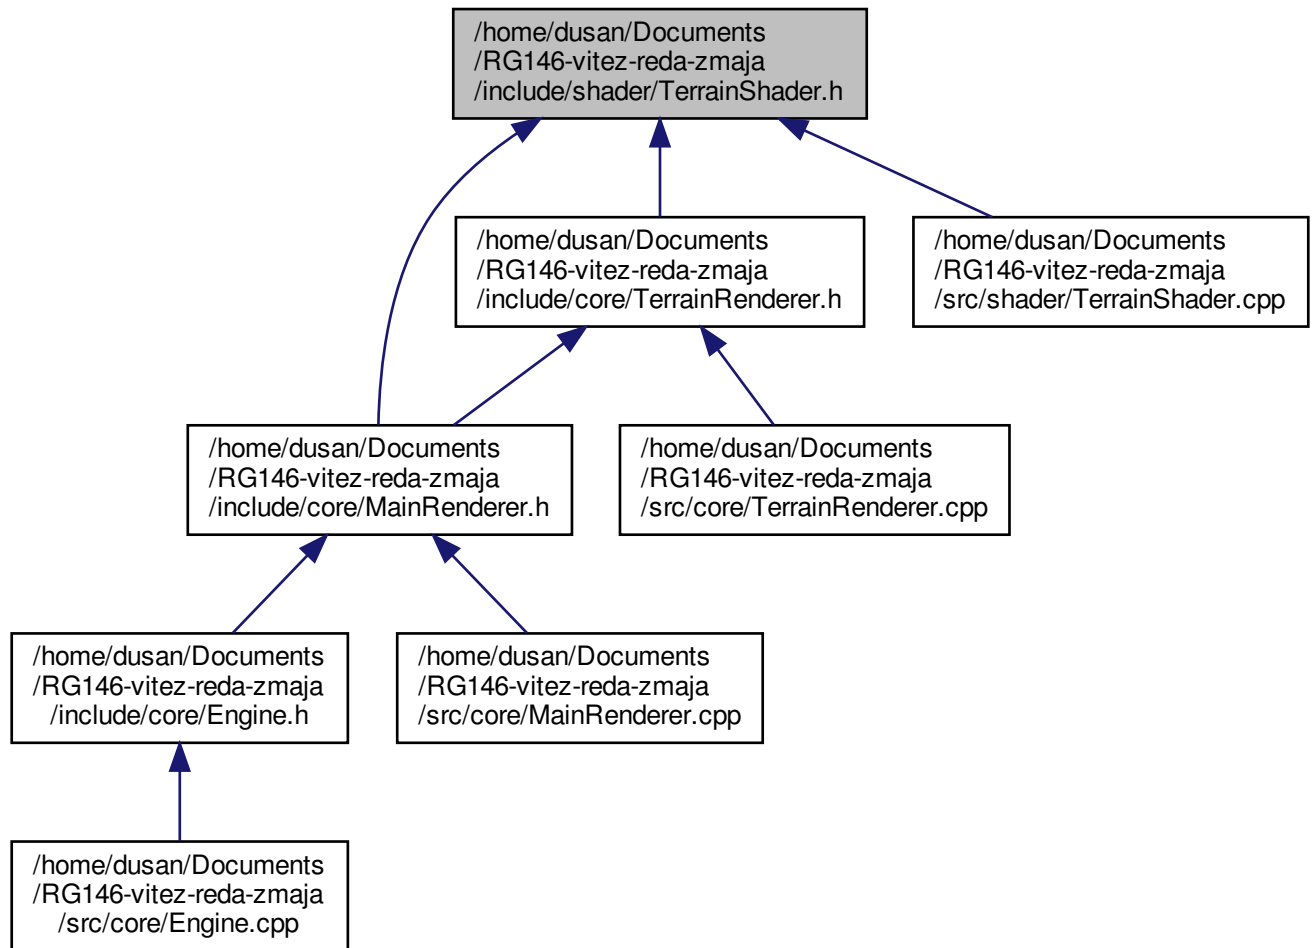 /home/dusan/Documents
/RG146-vitez-reda-zmaja
/include/shader/TerrainShader.h
/home/dusan/Documents
/RG146-vitez-reda-zmaja
/include/core/TerrainRenderer.h
/home/dusan/Documents
/RG146-vitez-reda-zmaja
/src/shader/TerrainShader.cpp
/home/dusan/Documents
/RG146-vitez-reda-zmaja
/include/core/MainRenderer.h
/home/dusan/Documents
/RG146-vitez-reda-zmaja
/src/core/TerrainRenderer.cpp
/home/dusan/Documents
/RG146-vitez-reda-zmaja
/include/core/Engine.h
/home/dusan/Documents
/RG146-vitez-reda-zmaja
/src/core/MainRenderer.cpp
/home/dusan/Documents
/RG146-vitez-reda-zmaja
/src/core/Engine.cpp